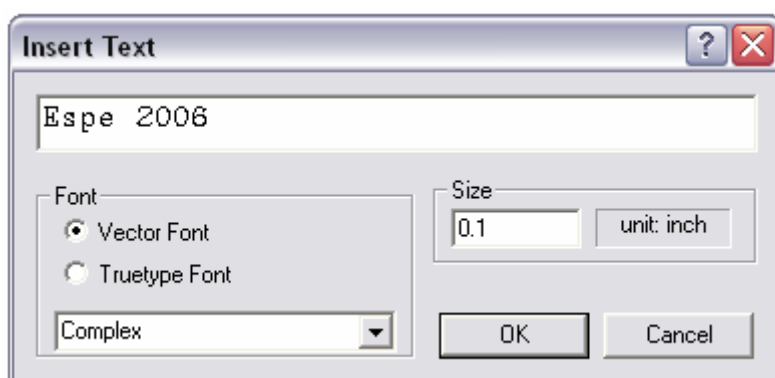 Insert Text
?
Espe 2006
Font
Vector Font
Truetype Font
Complex
Size
0.1 unit: inch
OK Cancel